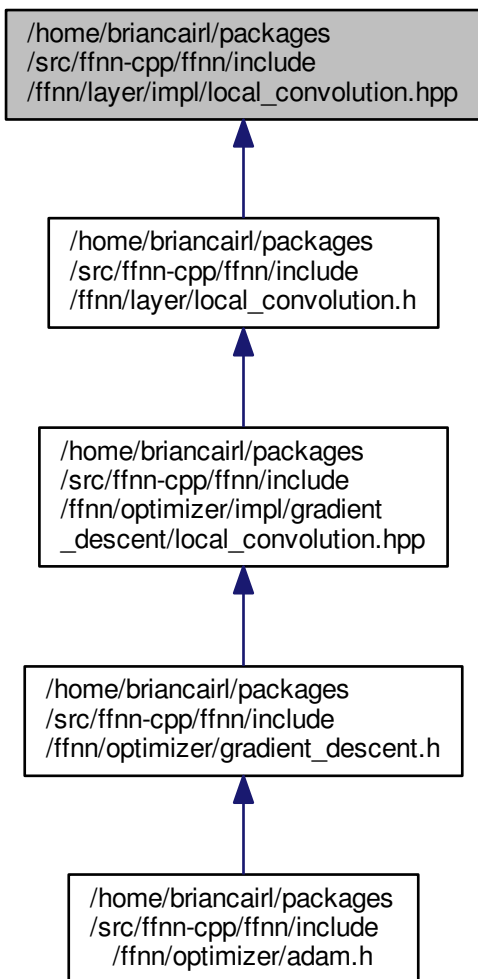 /home/briancairl/packages
/src/ffnn-cpp/ffnn/include
/ffnn/layer/impl/local_convolution.hpp
/home/briancairl/packages
/src/ffnn-cpp/ffnn/include
/ffnn/layer/local_convolution.h
/home/briancairl/packages
/src/ffnn-cpp/ffnn/include
/ffnn/optimizer/impl/gradient
_descent/local_convolution.hpp
/home/briancairl/packages
/src/ffnn-cpp/ffnn/include
/ffnn/optimizer/gradient_descent.h
/home/briancairl/packages
/src/ffnn-cpp/ffnn/include
/ffnn/optimizer/adam.h